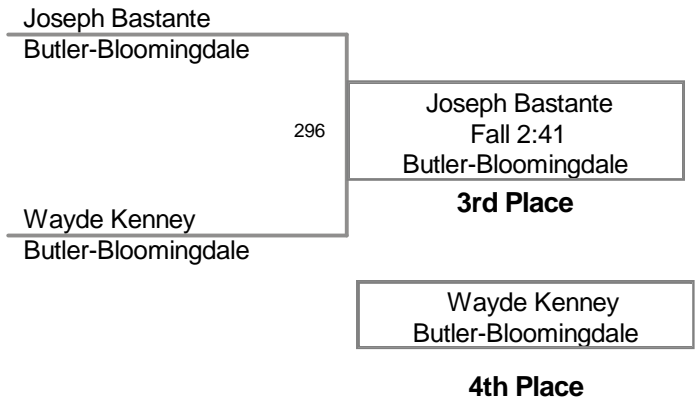 Joseph Bastante
Butler-Bloomingdale
296
Joseph Bastante
Fall 2:41
Butler-Bloomingdale
3rd Place
Wayde Kenney
Butler-Bloomingdale
Wayde Kenney
Butler-Bloomingdale
4th Place